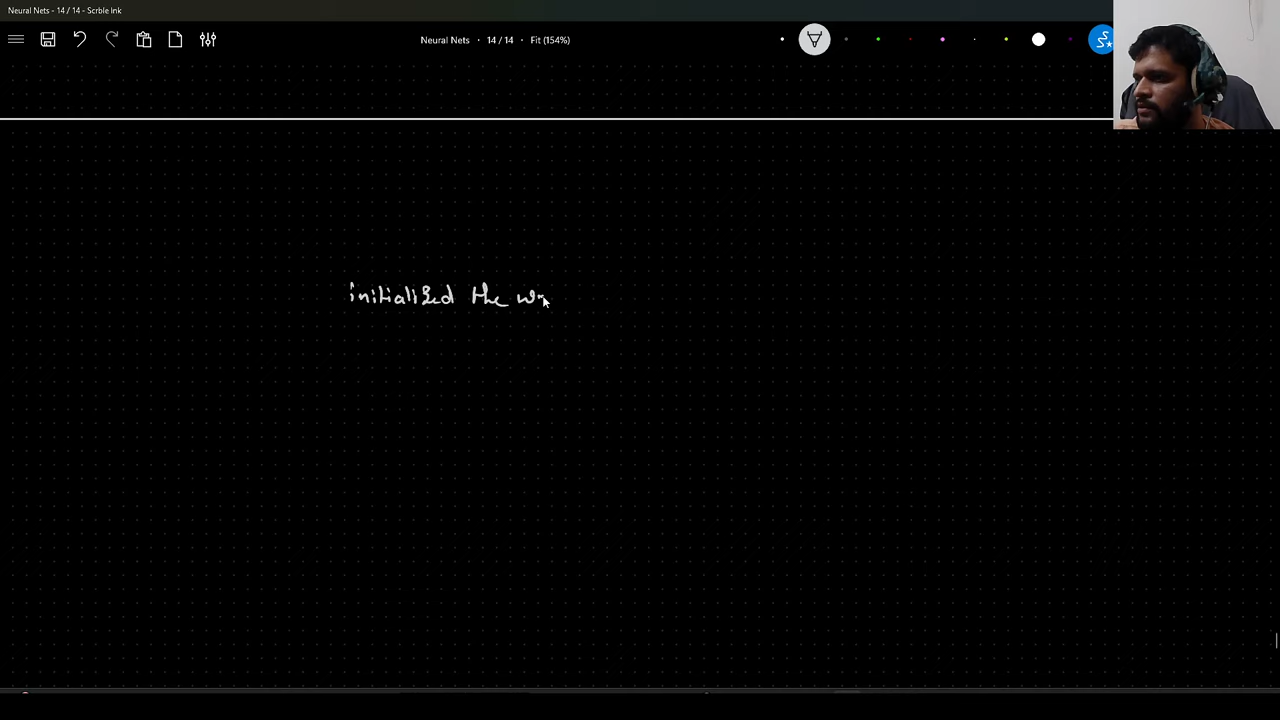 Neural Nets - 14 / 14 - Scrble Ink
Neural Nets • 14 / 14 • Fit (154%)
initialized the